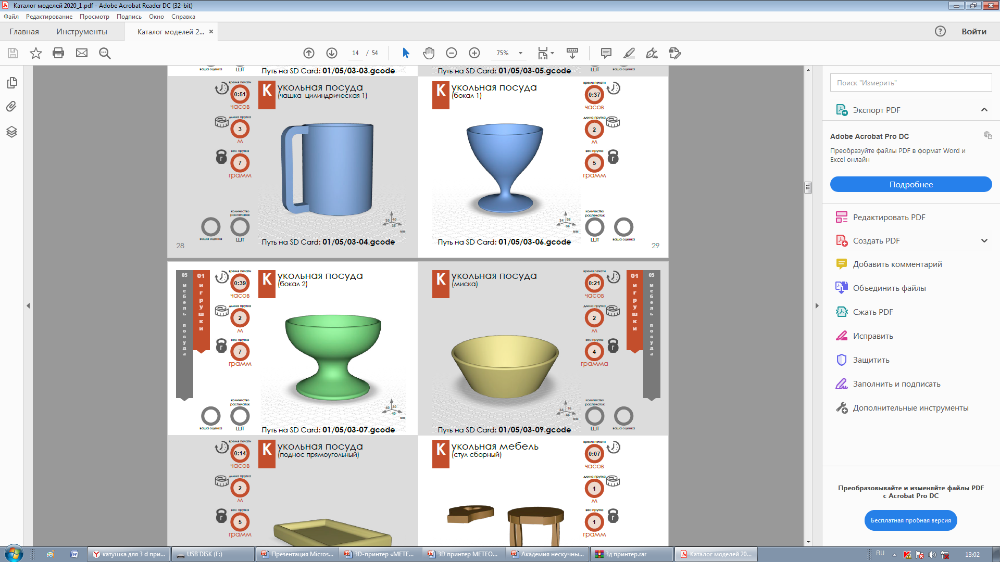 Каталог моделей 2020_1.pdf - Adobe Acrobat Reader DC (32-bit)
Файл Редактирование Просмотр Подпись Окно Справка
Главная Инструменты Каталог моделей 2... × ? Войти
14 / 54 75%
ваша оценка ШТ Путь на SD Card: 01/05/03-03.gcode
Путь на SD Card: 01/05/03-05.gcode ШТ ваша оценка
время печати
0:51
часов
К укольная посуда
(чашка цилиндрическая 1)
длина прутка
3
м
вес прутка
г 7
грамм
количество
распечаток
ваша оценка ШТ
30 40
35
мм
Путь на SD Card: 01/05/03-04.gcode
28
К укольная посуда
(бокал 1)
время печати
0:37
часов
длина прутка
2
м
вес прутка
5 г
грамм
количество
распечаток
ШТ ваша оценка
34 35
34
мм
Путь на SD Card: 01/05/03-06.gcode
29
05 мебель посуда
01 игрушки
время печати
0:39
часов
К укольная посуда
(бокал 2)
длина прутка
2
м
вес прутка
г 7
грамм
количество
распечаток
ваша оценка ШТ
40 30
40
мм
Путь на SD Card: 01/05/03-07.gcode
К укольная посуда
(миска)
время печати
0:21
часов
длина прутка
2
м
вес прутка
4 г
грамма
количество
распечаток
ШТ ваша оценка
44 16
44
мм
Путь на SD Card: 01/05/03-09.gcode
01 игрушки
05 мебель посуда
время печати
0:14
часов
К укольная посуда
(поднос прямоугольный)
длина прутка
2
м
вес прутка
г 5
грамм
К укольная мебель
(стул сборный)
время печати
0:07
часов
длина прутка
1
м
вес прутка
1 г
грамм
Поиск "Измерить"
Экспорт PDF
Adobe Acrobat Pro DC
Преобразуйте файлы PDF в формат Word и
Excel онлайн
Подробнее
Редактировать PDF
Создать PDF
Добавить комментарий
Объединить файлы
Сжать PDF
Исправить
Защитить
Заполнить и подписать
Дополнительные инструменты
Преобразовывайте и изменяйте файлы PDF
с Acrobat Pro DC
Бесплатная пробная версия
катушка для 3 d при... USB DISK (F:) Презентация Micros... 3D-принтер «МЕТЕ... 3D принтер METEO... Академия нескучны... 3д принтер.rar Каталог моделей 20... RU 13:02